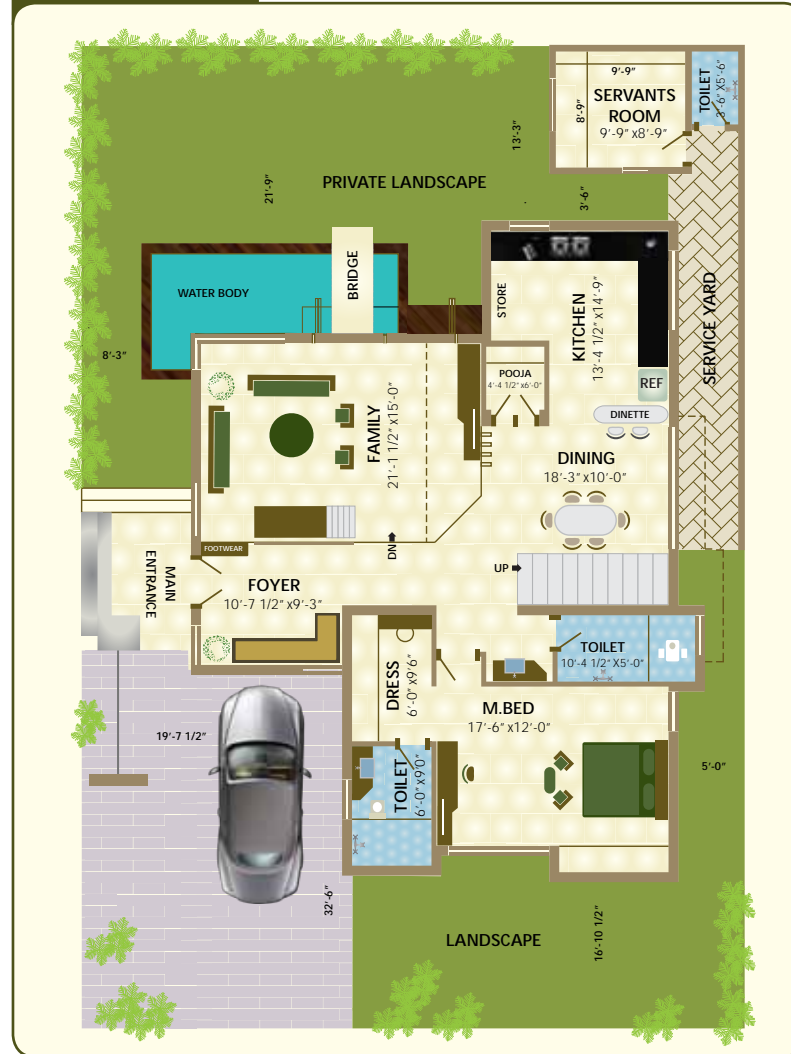 9'-9"
SERVANTS
ROOM
9'-9" x8'-9"
8'-9"
TOILET
3'-6" X5'-6"
13'-3"
21'-9"
PRIVATE LANDSCAPE
3'-6"
WATER BODY
BRIDGE
STORE
KITCHEN
13'-4 1/2" x14'-9"
SERVICE YARD
8'-3"
POOJA
4'-4 1/2" x6'-0"
REF
DINETTE
FAMILY
21'-1 1/2" x15'-0"
DINING
18'-3" x10'-0"
FOOTWEAR
DN
MAIN
ENTRANCE
FOYER
10'-7 1/2" x9'-3"
UP
TOILET
10'-4 1/2" X5'-0"
DRESS
6'-0" x9'6"
M.BED
17'-6" x12'-0"
19'-7 1/2"
TOILET
6'-0" x9'0"
5'-0"
32'-6"
LANDSCAPE
16'-10 1/2"